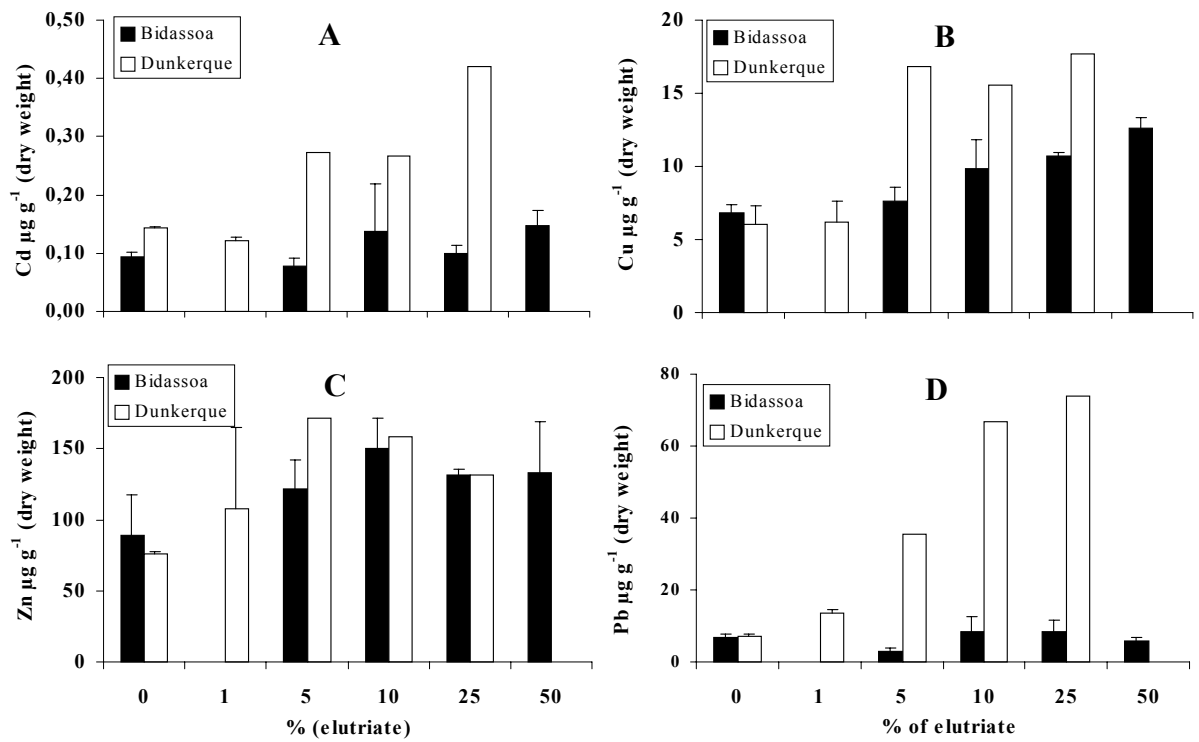 A
Bidassoa
Dunkerque
Cd µg g⁻¹ (dry weight)
0,50
0,40
0,30
0,20
0,10
0,00
B
Bidassoa
Dunkerque
Cu µg g⁻¹ (dry weight)
20
15
10
5
0
C
Bidassoa
Dunkerque
Zn µg g⁻¹ (dry weight)
200
150
100
50
0
0 1 5 10 25 50
% (elutriate)
D
Bidassoa
Dunkerque
Pb µg g⁻¹ (dry weight)
80
60
40
20
0
0 1 5 10 25 50
% of elutriate